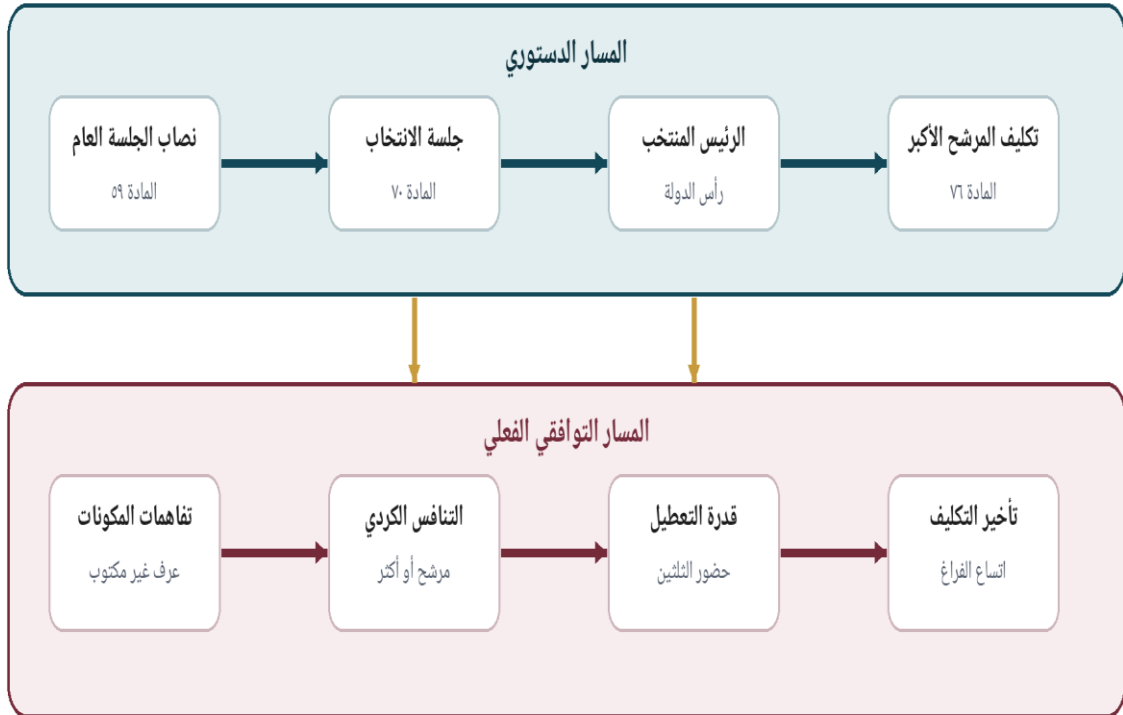 المسار الدستوري
نصاب الجلسة العام
المادة ٥٩
جلسة الانتخاب
المادة ٧٠
الرئيس المنتخب
رأس الدولة
تكليف المرشح الأكبر
المادة ٧٦
المسار التوافقي الفعلي
تفاهمات المكونات
عرف غير مكتوب
التنافس الكردي
مرشح أو أكثر
قدرة التعطيل
حضور الثلثين
تأخير التكليف
اتساع الفراغ